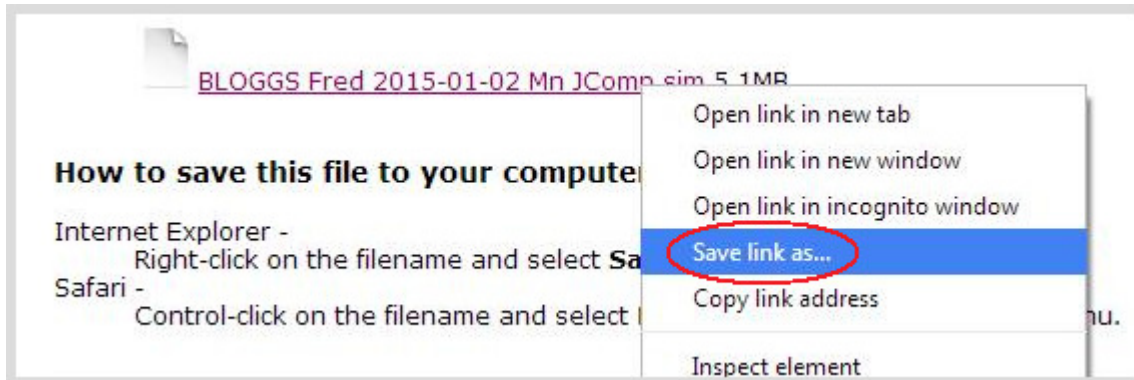 BLOGGS Fred 2015-01-02 Mn JComp.sim 5.1MB
Open link in new tab
How to save this file to your computer
Open link in new window
Open link in incognito window
Internet Explorer -
Right-click on the filename and select Sa
Save link as...
Safari -
Copy link address
Control-click on the filename and select nu.
Inspect element